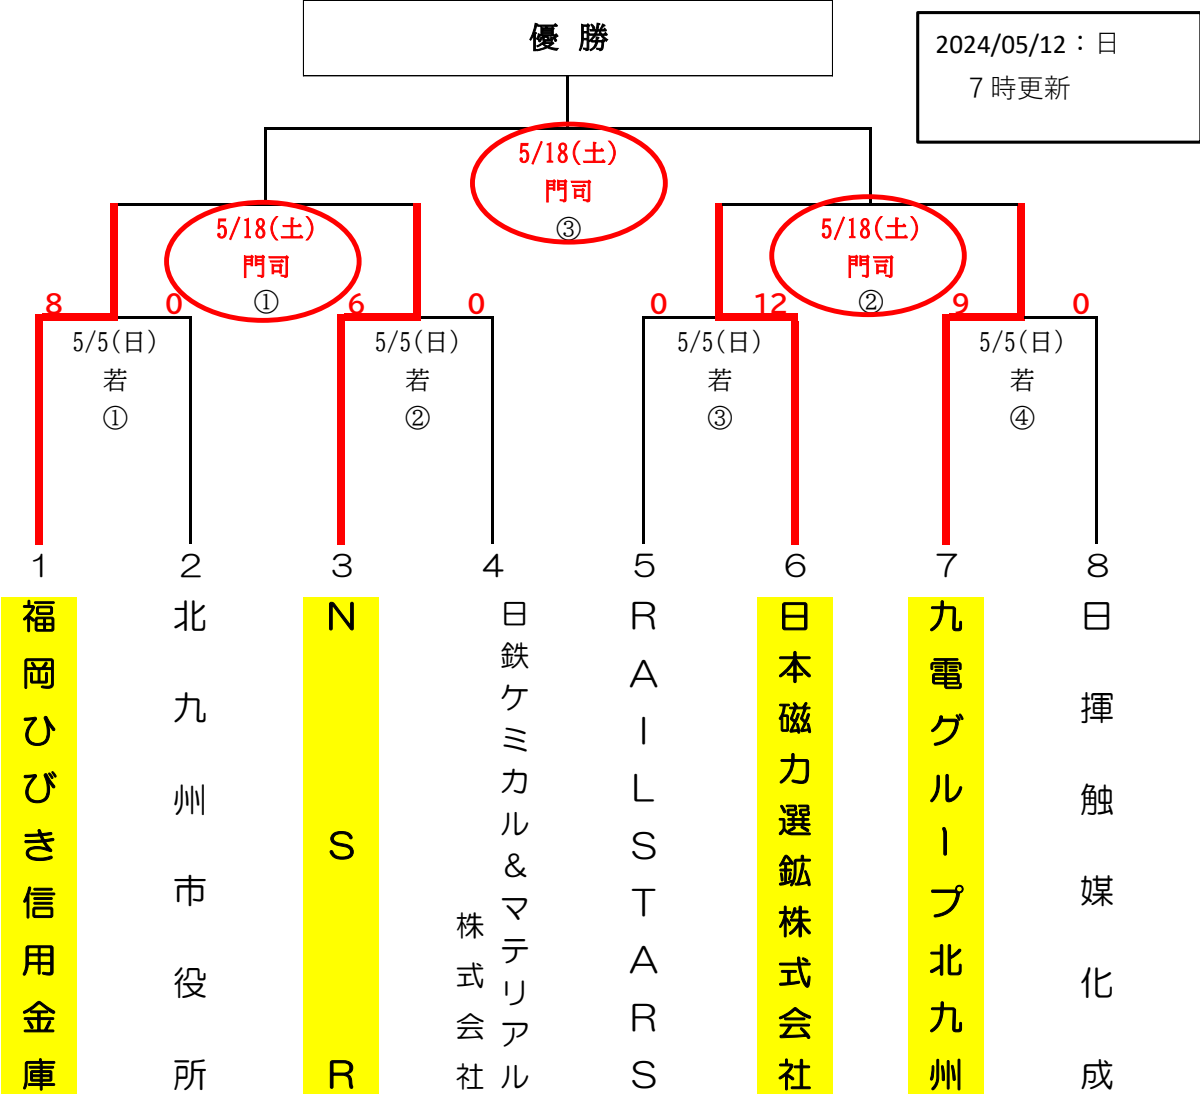 優 勝
2024/05/12：日
７時更新
5/18(土)
門司
③
5/18(土)
門司
①
5/18(土)
門司
②
8
0
6
0
0
12
9
0
5/5(日)
若
①
5/5(日)
若
②
5/5(日)
若
③
5/5(日)
若
④
1
2
3
4
5
6
7
8
福岡ひびき信用金庫
北九州市役所
ＮＳＲ
日鉄ケミカル&マテリアル
株式会社
ＲＡＩＬＳＴＡＲＳ
日本磁力選鉱株式会社
九電グループ北九州
日揮触媒化成